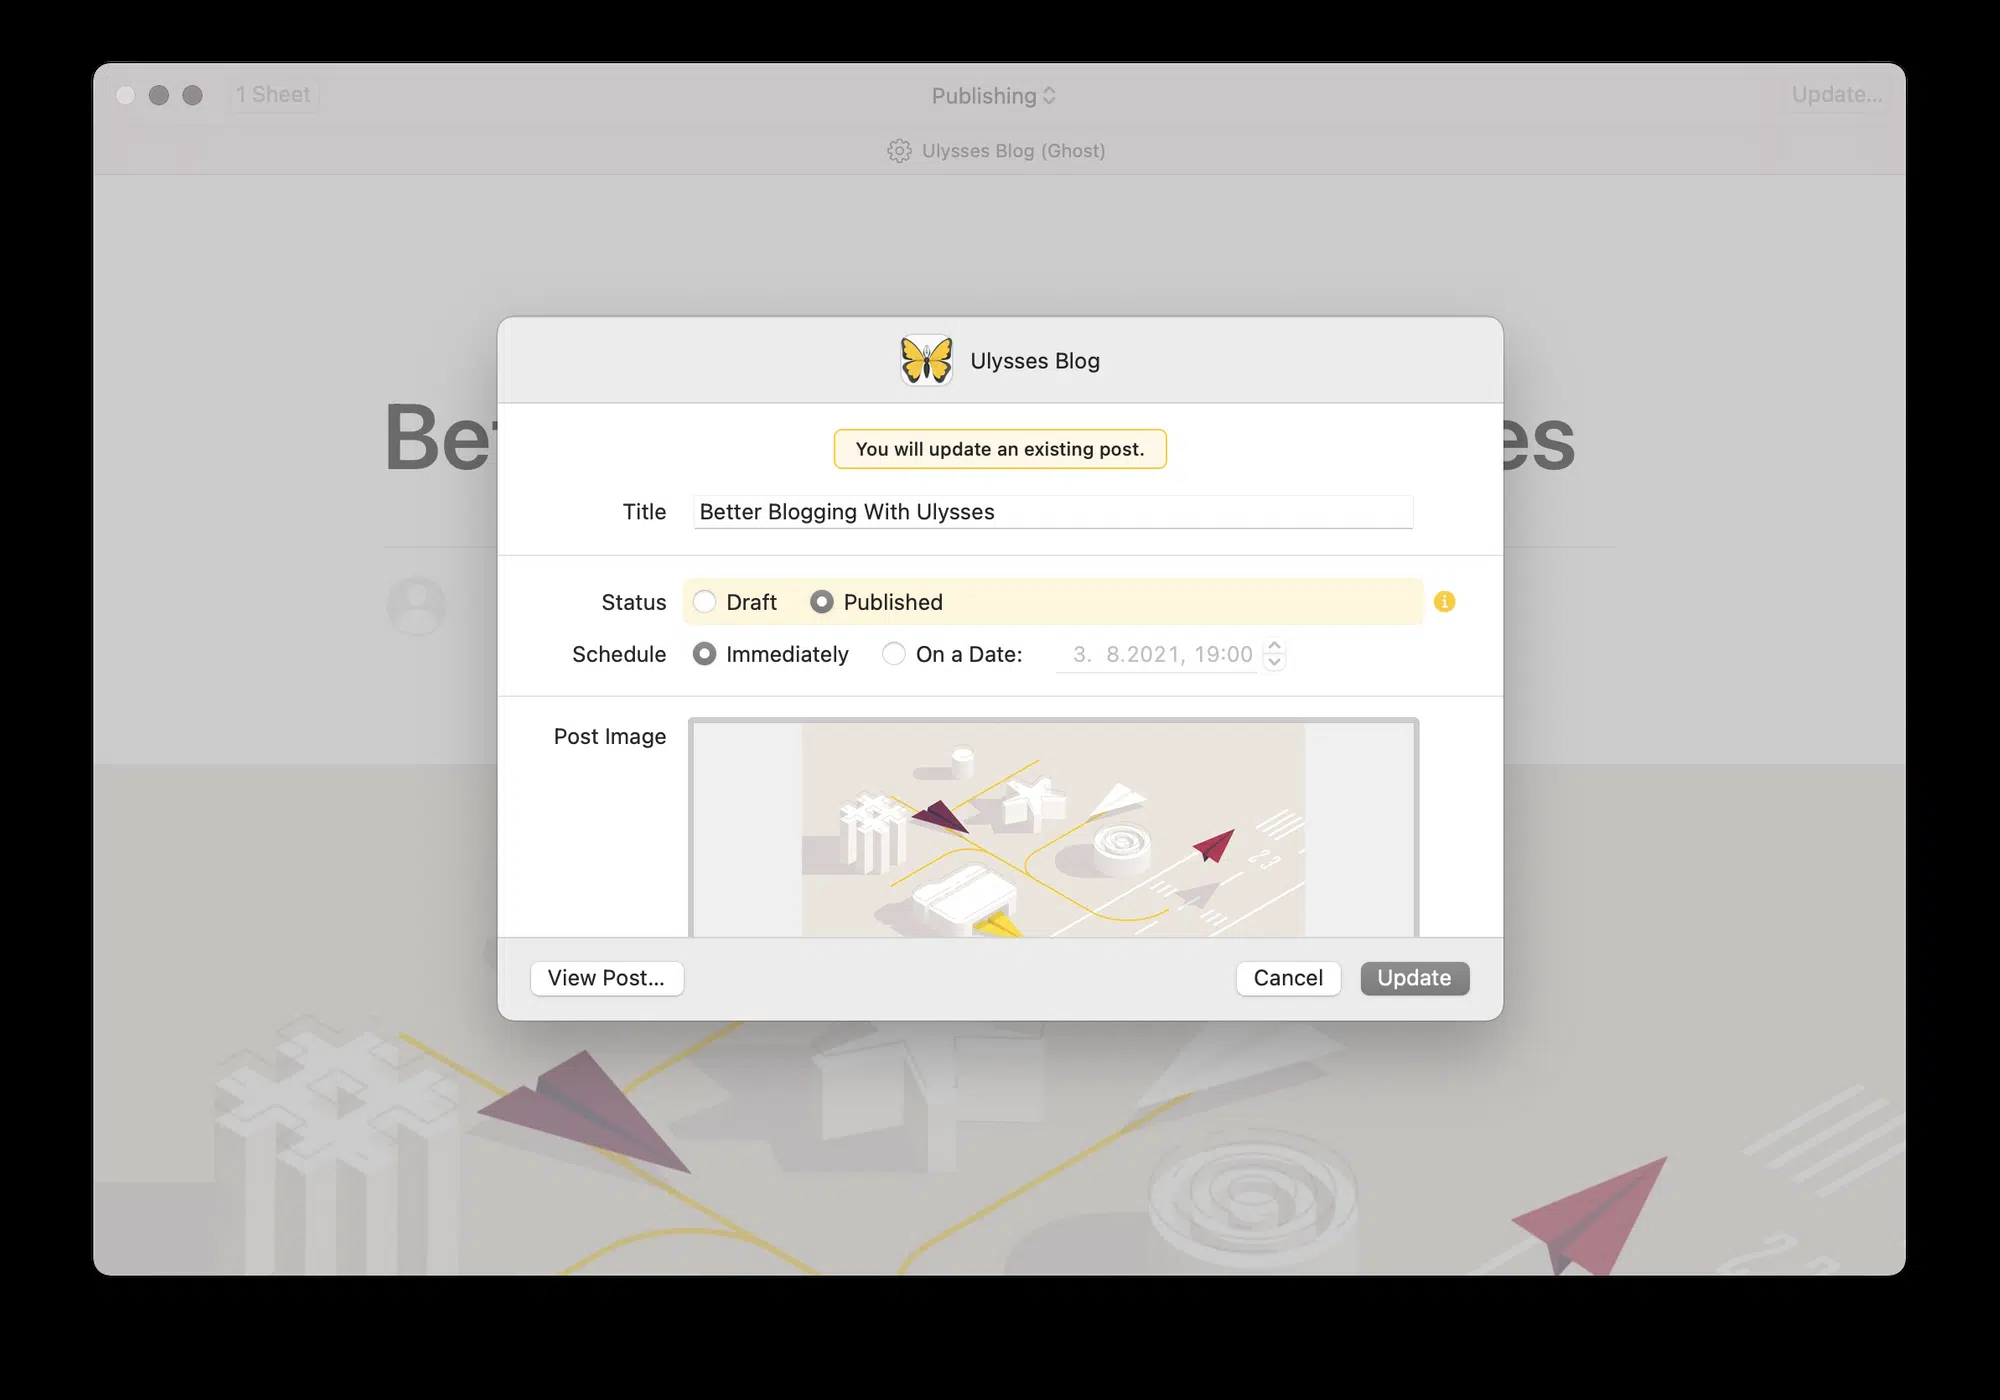 1 Sheet
Publishing
Update...
Ulysses Blog (Ghost)
Ulysses Blog
You will update an existing post.
Title Better Blogging With Ulysses
Status Draft Published
Schedule Immediately On a Date: 3. 8.2021, 19:00
Post Image
23
View Post... Cancel Update